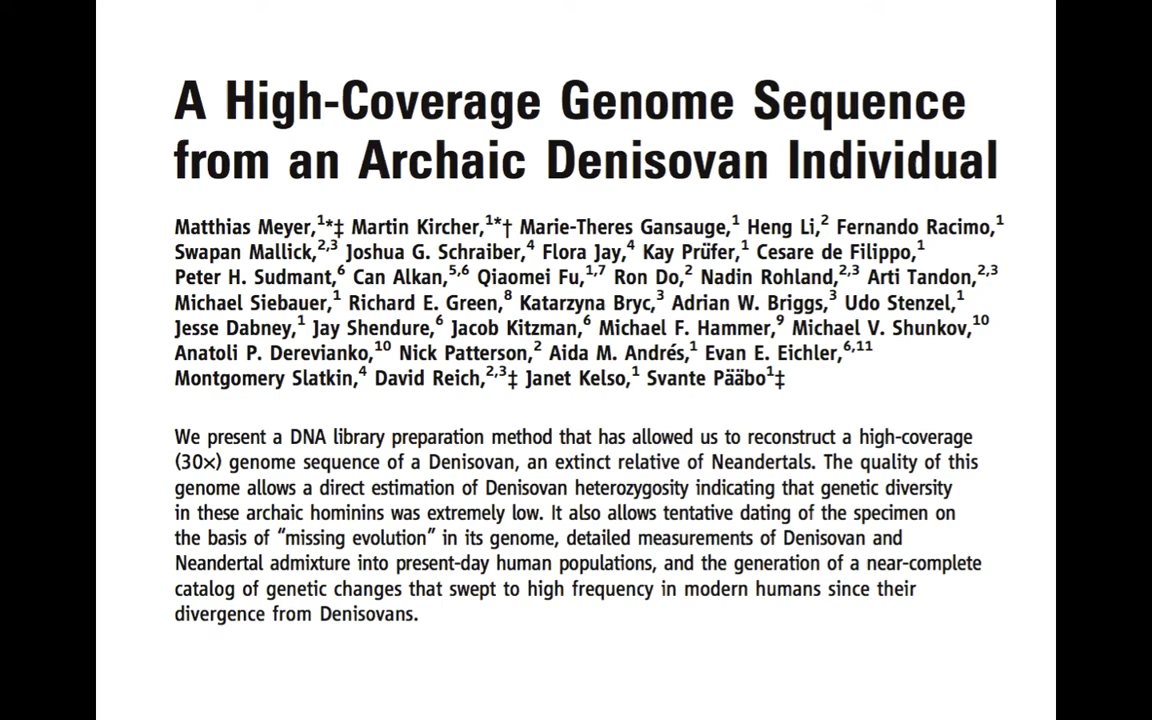 A High-Coverage Genome Sequence
from an Archaic Denisovan Individual
Matthias Meyer,1*‡ Martin Kircher,1*† Marie-Theres Gansauge,1 Heng Li,2 Fernando Racimo,1
Swapan Mallick,2,3 Joshua G. Schraiber,4 Flora Jay,4 Kay Prüfer,1 Cesare de Filippo,1
Peter H. Sudmant,6 Can Alkan,5,6 Qiaomei Fu,1,7 Ron Do,2 Nadin Rohland,2,3 Arti Tandon,2,3
Michael Siebauer,1 Richard E. Green,8 Katarzyna Bryc,3 Adrian W. Briggs,3 Udo Stenzel,1
Jesse Dabney,1 Jay Shendure,6 Jacob Kitzman,6 Michael F. Hammer,9 Michael V. Shunkov,10
Anatoli P. Derevianko,10 Nick Patterson,2 Aida M. Andrés,1 Evan E. Eichler,6,11
Montgomery Slatkin,4 David Reich,2,3‡ Janet Kelso,1 Svante Pääbo1‡
We present a DNA library preparation method that has allowed us to reconstruct a high-coverage
(30×) genome sequence of a Denisovan, an extinct relative of Neandertals. The quality of this
genome allows a direct estimation of Denisovan heterozygosity indicating that genetic diversity
in these archaic hominins was extremely low. It also allows tentative dating of the specimen on
the basis of “missing evolution” in its genome, detailed measurements of Denisovan and
Neandertal admixture into present-day human populations, and the generation of a near-complete
catalog of genetic changes that swept to high frequency in modern humans since their
divergence from Denisovans.